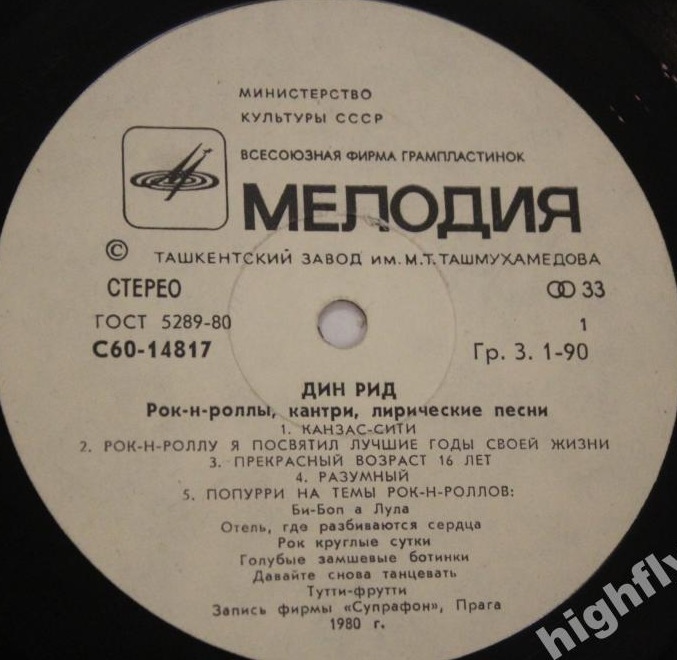 МИНИСТЕРСТВО
КУЛЬТУРЫ СССР
ВСЕСОЮЗНАЯ ФИРМА ГРАМПЛАСТИНОК
МЕЛОДИЯ
© ТАШКЕНТСКИЙ ЗАВОД ИМ. М.Т. ТАШМУХАМЕДОВА
СТЕРЕО 33
ГОСТ 5289-80 1
С60-14817 Гр. 3. 1-90
ДИН РИД
Рок-н-роллы, кантри, лирические песни
1. КАНЗАС-СИТИ
2. РОК-Н-РОЛЛУ Я ПОСВЯТИЛ ЛУЧШИЕ ГОДЫ СВОЕЙ ЖИЗНИ
3. ПРЕКРАСНЫЙ ВОЗРАСТ 16 ЛЕТ
4. РАЗУМНЫЙ
5. ПОПУРРИ НА ТЕМЫ РОК-Н-РОЛЛОВ:
Би-Боп а Лула
Отель, где разбиваются сердца
Рок круглые сутки
Голубые замшевые ботинки
Давайте снова танцевать
Тутти-фрутти
Запись фирмы «Супрафон», Прага
1980 г.
highfly